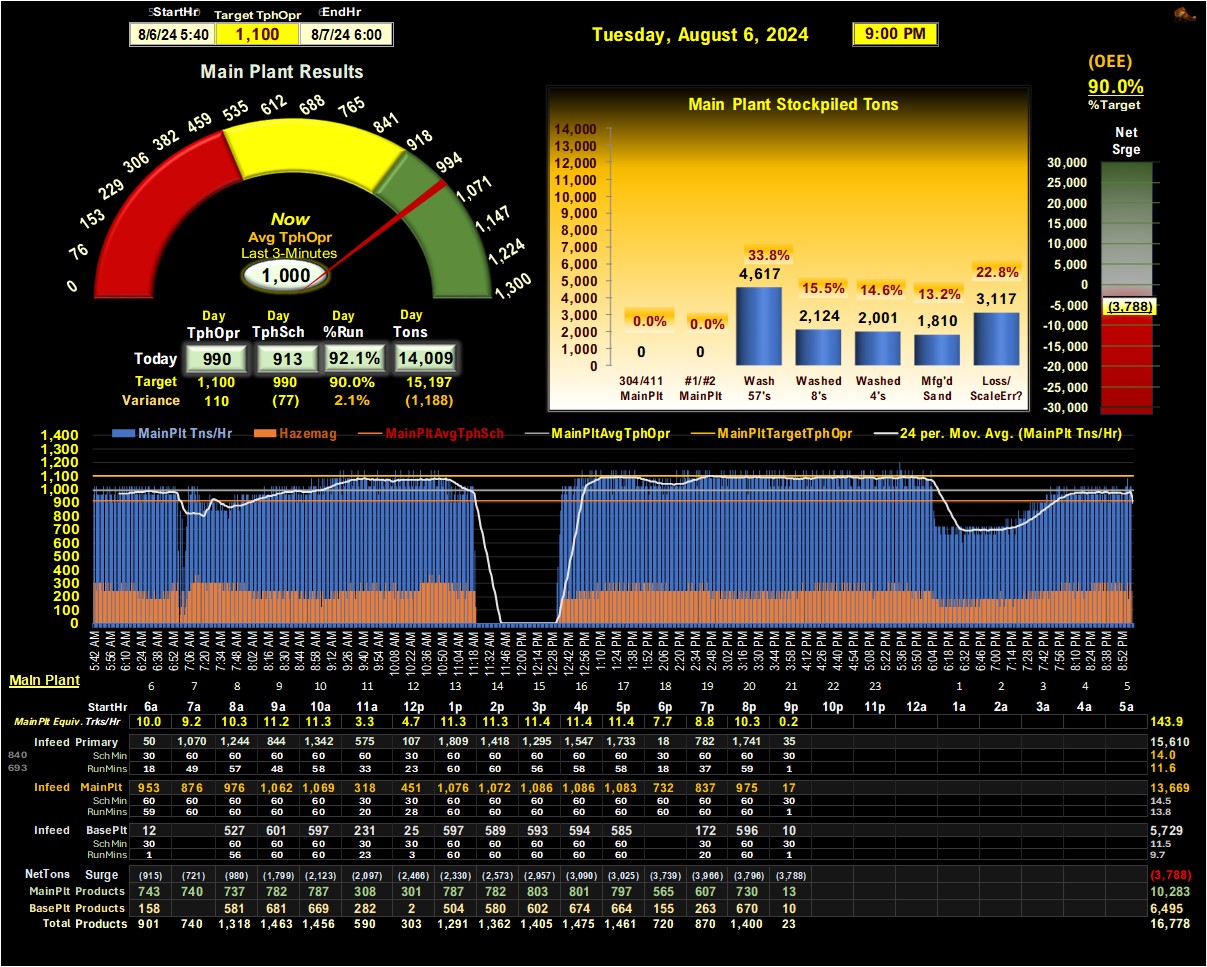 StartHr Target TphOpr EndHr
8/6/24 5:40 1,100 8/7/24 6:00
Tuesday, August 6, 2024 9:00 PM
(OEE)
90.0%
%Target
Main Plant Results
0 76 153 229 306 382 459 535 612 688 765 841 918 994 1,071 1,147 1,224 1,300
Now
Avg TphOpr
Last 3-Minutes
1,000
Day Day Day Day
TphOpr TphSch %Run Tons
Today 990 913 92.1% 14,009
Target 1,100 990 90.0% 15,197
Variance 110 (77) 2.1% (1,188)
Main Plant Stockpiled Tons
14,000
13,000
12,000
11,000
10,000
9,000
8,000
7,000
6,000
5,000
4,000
3,000
2,000
1,000
0
0.0% 0.0% 33.8% 15.5% 14.6% 13.2% 22.8%
0 0 4,617 2,124 2,001 1,810 3,117
304/411 #1/#2 Wash Washed Washed Mfg'd Loss/
MainPlt MainPlt 57's 8's 4's Sand ScaleErr?
Net
Srge
30,000
25,000
20,000
15,000
10,000
5,000
0
-5,000
-10,000
-15,000
-20,000
-25,000
-30,000
(3,788)
MainPlt Tns/Hr Hazemag MainPltAvgTphSch MainPltAvgTphOpr MainPltTargetTphOpr 24 per. Mov. Avg. (MainPlt Tns/Hr)
1,400
1,300
1,200
1,100
1,000
900
800
700
600
500
400
300
200
100
0
5:42 AM 5:56 AM 6:10 AM 6:24 AM 6:38 AM 6:52 AM 7:06 AM 7:20 AM 7:34 AM 7:48 AM 8:02 AM 8:16 AM 8:30 AM 8:44 AM 8:58 AM 9:12 AM 9:26 AM 9:40 AM 9:54 AM 10:08 AM 10:22 AM 10:36 AM 10:50 AM 11:04 AM 11:18 AM 11:32 AM 11:46 AM 12:00 PM 12:14 PM 12:28 PM 12:42 PM 12:56 PM 1:10 PM 1:24 PM 1:38 PM 1:52 PM 2:06 PM 2:20 PM 2:34 PM 2:48 PM 3:02 PM 3:16 PM 3:30 PM 3:44 PM 3:58 PM 4:12 PM 4:26 PM 4:40 PM 4:54 PM 5:08 PM 5:22 PM 5:36 PM 5:50 PM 6:04 PM 6:18 PM 6:32 PM 6:46 PM 7:00 PM 7:14 PM 7:28 PM 7:42 PM 7:56 PM 8:10 PM 8:24 PM 8:38 PM 8:52 PM
Main Plant 6 7 8 9 10 11 12 13 14 15 16 17 18 19 20 21 22 23 1 2 3 4 5
StartHr 6a 7a 8a 9a 10a 11a 12p 1p 2p 3p 4p 5p 6p 7p 8p 9p 10p 11p 12a 1a 2a 3a 4a 5a
MainPlt Equiv. Trks/Hr 10.0 9.2 10.3 11.2 11.3 3.3 4.7 11.3 11.3 11.4 11.4 11.4 7.7 8.8 10.3 0.2 143.9
Infeed Primary 50 1,070 1,244 844 1,342 575 107 1,809 1,418 1,295 1,547 1,733 18 782 1,741 35 15,610
840 SchMin 30 60 60 60 60 60 30 60 60 60 60 60 30 60 60 30 14.0
693 RunMins 18 49 57 48 58 33 23 60 60 56 58 58 18 37 59 1 11.6
Infeed MainPlt 953 876 976 1,062 1,069 318 451 1,076 1,072 1,086 1,086 1,083 732 837 975 17 13,669
SchMin 60 60 60 60 60 30 30 60 60 60 60 60 60 60 60 30 14.5
RunMins 59 60 60 60 60 20 28 60 60 60 60 60 60 60 60 1 13.8
Infeed BasePlt 12 527 601 597 231 25 597 589 593 594 585 172 596 10 5,729
SchMin 30 60 60 60 30 30 60 60 60 60 60 30 60 30 11.5
RunMins 1 56 60 60 23 3 60 60 60 60 60 20 60 1 9.7
NetTons Surge (915) (721) (980) (1,799) (2,123) (2,097) (2,466) (2,330) (2,573) (2,957) (3,090) (3,025) (3,739) (3,966) (3,796) (3,788) (3,788)
MainPlt Products 743 740 737 782 787 308 301 787 782 803 801 797 565 607 730 13 10,283
BasePlt Products 158 581 681 669 282 2 504 580 602 674 664 155 263 670 10 6,495
Total Products 901 740 1,318 1,463 1,456 590 303 1,291 1,362 1,405 1,475 1,461 720 870 1,400 23 16,778